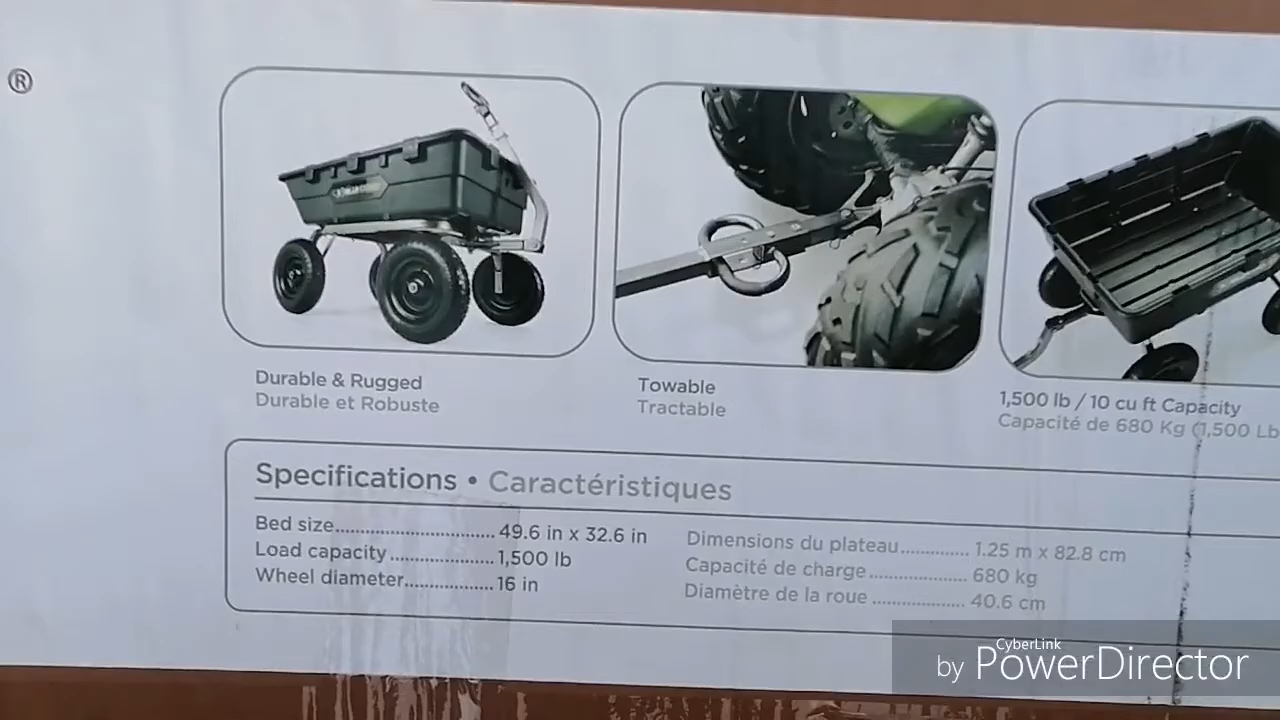 ®
Durable & Rugged
Durable et Robuste
Towable
Tractable
1,500 lb / 10 cu ft Capacity
Capacité de 680 Kg (1,500 Lb
Specifications • Caractéristiques
Bed size............................... 49.6 in x 32.6 in
Load capacity.................... 1,500 lb
Wheel diameter................. 16 in
Dimensions du plateau............. 1.25 m x 82.8 cm
Capacité de charge................... 680 kg
Diamètre de la roue .................. 40.6 cm
CyberLink
by PowerDirector